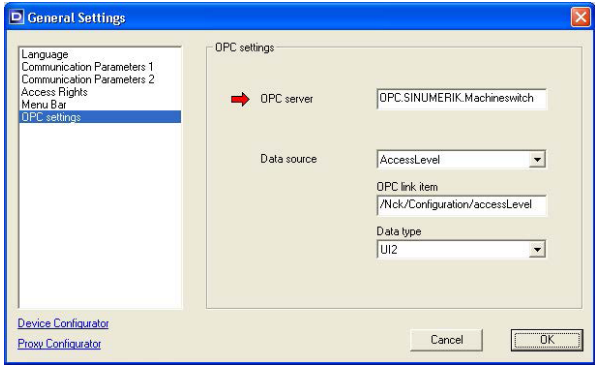 General Settings
Language
Communication Parameters 1
Communication Parameters 2
Access Rights
Menu Bar
OPC settings
Device Configurator
Proxy Configurator
OPC settings
OPC server
OPC.SINUMERIK.Machineswitch
Data source
AccessLevel
OPC link item
/Nck/Configuration/accessLevel
Data type
UI2
Cancel
OK